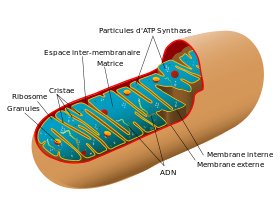 Particules d'ATP Synthase
Espace inter-membranaire
Matrice
Cristae
Ribosome
Granules
Membrane interne
Membrane externe
ADN